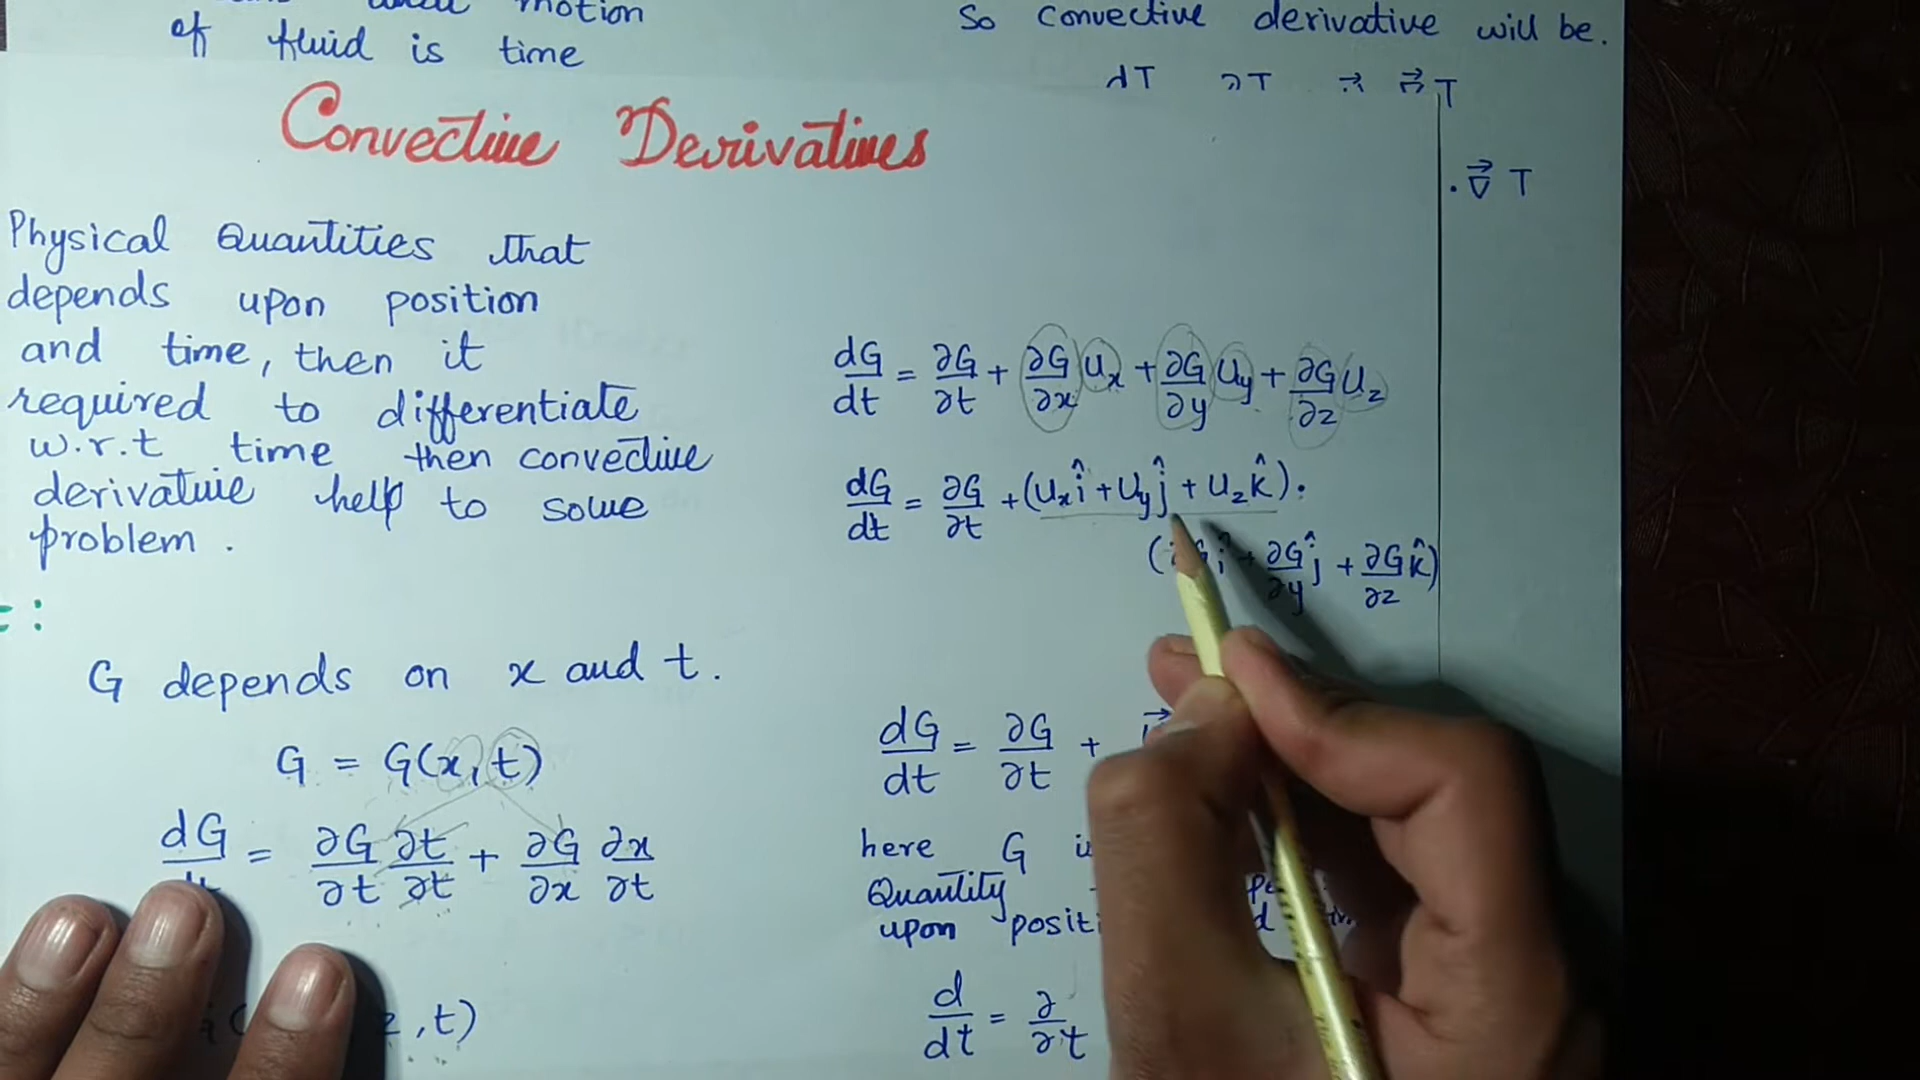 motion
of fluid is time
So convective derivative will be.
Convective Derivatives
.∇⃗ T
Physical Quantities that
depends upon position
and time, then it
required to differentiate
w.r.t time then convective
derivative help to solve
problem .
G depends on x and t.
G = G(x,t)
dG/dt = ∂G/∂t ∂t/∂t + ∂G/∂x ∂x/∂t
,t)
dG/dt = ∂G/∂t + ∂G/∂x Ux + ∂G/∂y Uy + ∂G/∂z Uz
dG/dt = ∂G/∂t + (Ux î + Uy ĵ + Uz k̂).
( î + ∂G/∂y ĵ + ∂G/∂z k̂)
dG/dt = ∂G/∂t +
here G
Quantity
upon
d/dt = ∂/∂t